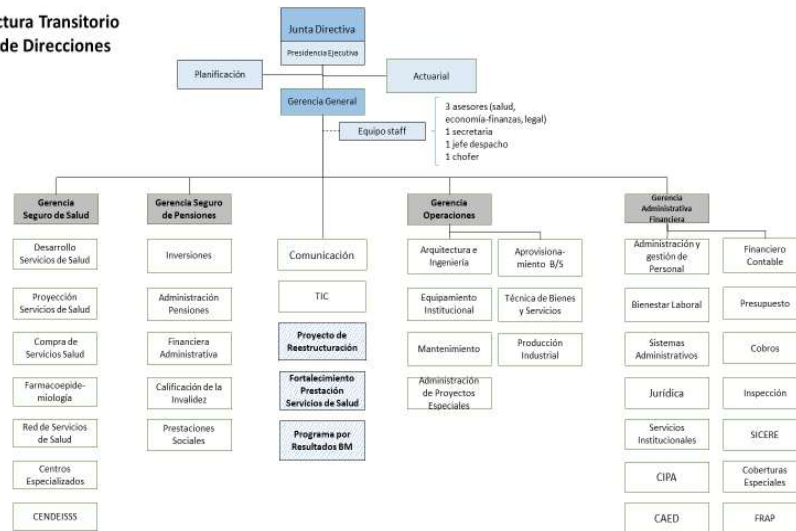 ctura Transitorio
de Direcciones
Junta Directiva
Presidencia Ejecutiva
Planificación
Actuarial
Gerencia General
Equipo staff
3 asesores (salud,
economía-finanzas, legal)
1 secretaria
1 jefe despacho
1 chofer
Gerencia
Seguro de Salud
Desarrollo
Servicios de Salud
Proyección
Servicios de Salud
Compra de
Servicios Salud
Farmacoepide-
miología
Red de Servicios
de Salud
Centros
Especializados
CENDEISSS
Gerencia Seguro
de Pensiones
Inversiones
Administración
Pensiones
Financiera
Administrativa
Calificación de la
Invalidez
Prestaciones
Sociales
Comunicación
TIC
Proyecto de
Reestructuración
Fortalecimiento
Prestación
Servicios de Salud
Programa por
Resultados BM
Gerencia
Operaciones
Arquitectura e
Ingeniería
Equipamiento
Institucional
Mantenimiento
Administración
de Proyectos
Especiales
Aprovisiona-
miento B/S
Técnica de Bienes
y Servicios
Producción
Industrial
Gerencia
Administrativa
Financiera
Administración y
gestión de
Personal
Bienestar Laboral
Sistemas
Administrativos
Jurídica
Servicios
Institucionales
CIPA
CAED
Financiero
Contable
Presupuesto
Cobros
Inspección
SICERE
Coberturas
Especiales
FRAP